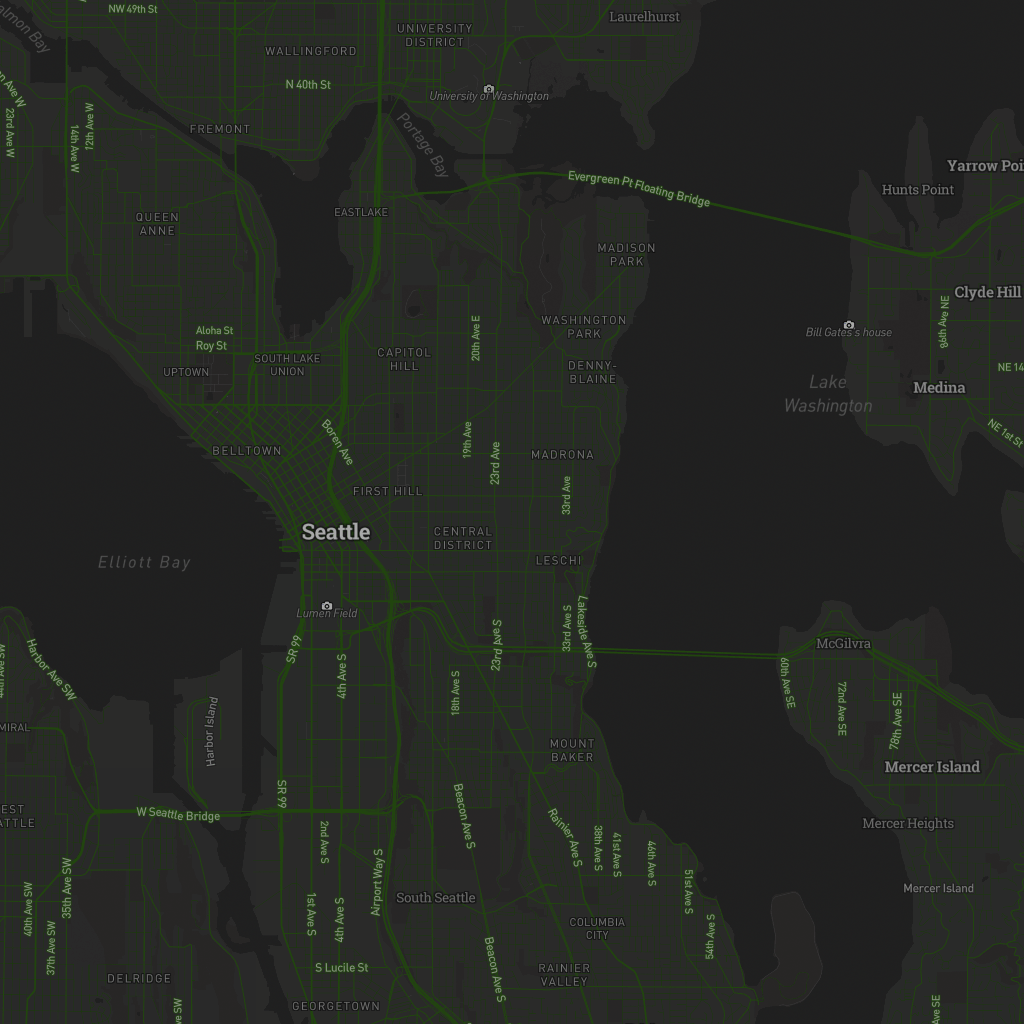 NW 49th St
Laurelhurst
UNIVERSITY
DISTRICT
Salmon Bay
WALLINGFORD
N 40th St
University of Washington
23rd Ave W
14th Ave W
12th Ave W
FREMONT
Portage Bay
Evergreen Pt Floating Bridge
Hunts Point
QUEEN
ANNE
EASTLAKE
MADISON
PARK
Clyde Hill
86th Ave NE
Aloha St
Roy St
20th Ave E
WASHINGTON
PARK
Bill Gates's house
SOUTH LAKE
UNION
UPTOWN
CAPITOL
HILL
DENNY-
BLAINE
NE 14
Lake
Washington
Medina
Boren Ave
NE 1st St
BELLTOWN
19th Ave
23rd Ave
MADRONA
FIRST HILL
33rd Ave
Seattle
CENTRAL
DISTRICT
LESCHI
Elliott Bay
Lumen Field
33rd Ave S
Lakeside Ave S
Harbor Ave SW
44th Ave SW
SR 99
4th Ave S
23rd Ave S
McGilvra
60th Ave SE
72nd Ave SE
78th Ave SE
18th Ave S
MIRAL
Harbor Island
MOUNT
BAKER
Mercer Island
SR 99
W Seattle Bridge
EST
ATTLE
Beacon Ave S
Rainier Ave S
2nd Ave S
38th Ave S
41st Ave S
46th Ave S
Mercer Heights
35th Ave SW
40th Ave SW
Airport Way S
51st Ave S
Mercer Island
South Seattle
1st Ave S
4th Ave S
37th Ave SW
COLUMBIA
CITY
54th Ave S
Beacon Ave S
S Lucile St
RAINIER
VALLEY
DELRIDGE
GEORGETOWN
ve SW
Ave SE